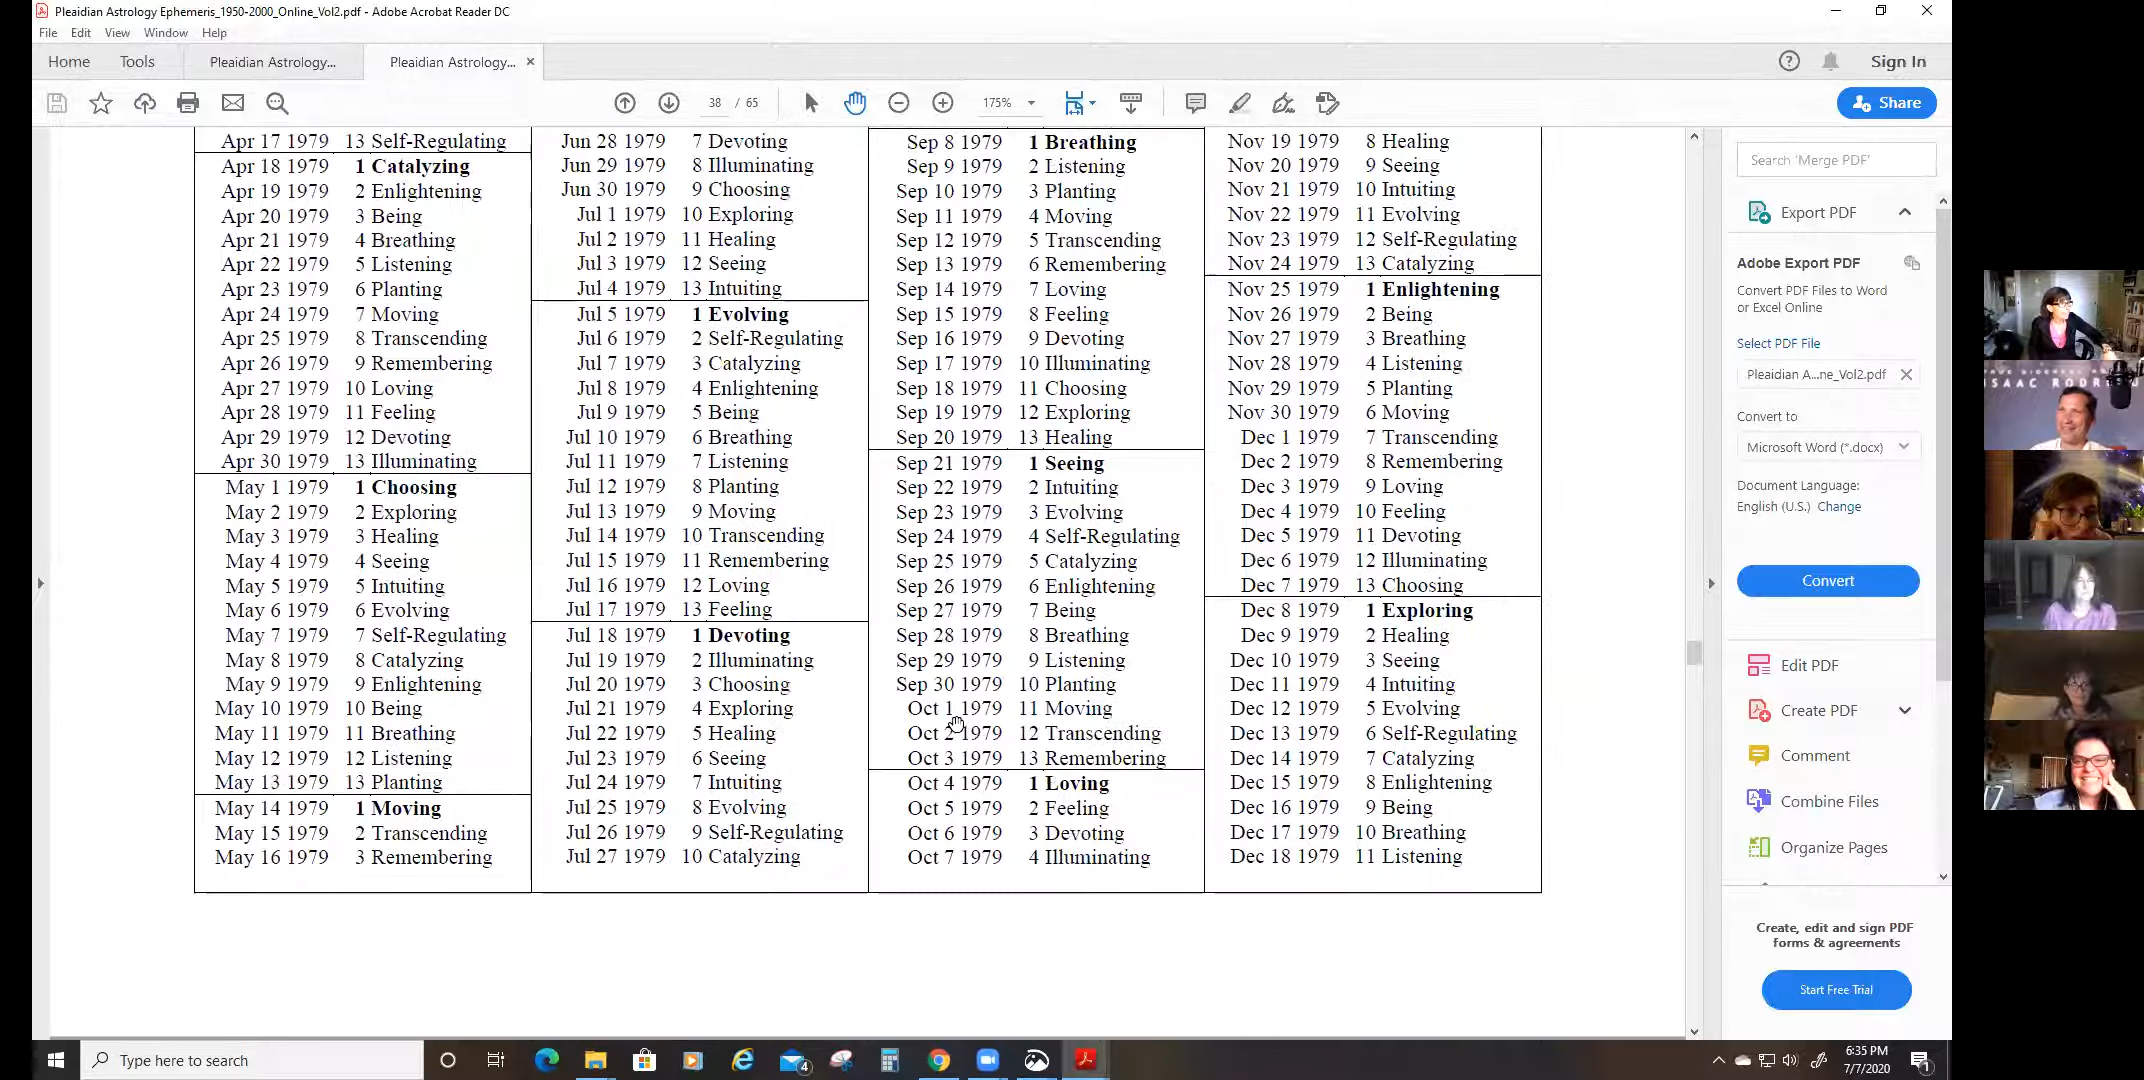 Pleaidian Astrology Ephemeris_1950-2000_Online_Vol2.pdf - Adobe Acrobat Reader DC
File Edit View Window Help
Home Tools Pleaidian Astrology... Pleaidian Astrology... × Sign In
38 / 65 175% Share
Apr 17 1979 13 Self-Regulating
Apr 18 1979 1 Catalyzing
Apr 19 1979 2 Enlightening
Apr 20 1979 3 Being
Apr 21 1979 4 Breathing
Apr 22 1979 5 Listening
Apr 23 1979 6 Planting
Apr 24 1979 7 Moving
Apr 25 1979 8 Transcending
Apr 26 1979 9 Remembering
Apr 27 1979 10 Loving
Apr 28 1979 11 Feeling
Apr 29 1979 12 Devoting
Apr 30 1979 13 Illuminating
May 1 1979 1 Choosing
May 2 1979 2 Exploring
May 3 1979 3 Healing
May 4 1979 4 Seeing
May 5 1979 5 Intuiting
May 6 1979 6 Evolving
May 7 1979 7 Self-Regulating
May 8 1979 8 Catalyzing
May 9 1979 9 Enlightening
May 10 1979 10 Being
May 11 1979 11 Breathing
May 12 1979 12 Listening
May 13 1979 13 Planting
May 14 1979 1 Moving
May 15 1979 2 Transcending
May 16 1979 3 Remembering
Jun 28 1979 7 Devoting
Jun 29 1979 8 Illuminating
Jun 30 1979 9 Choosing
Jul 1 1979 10 Exploring
Jul 2 1979 11 Healing
Jul 3 1979 12 Seeing
Jul 4 1979 13 Intuiting
Jul 5 1979 1 Evolving
Jul 6 1979 2 Self-Regulating
Jul 7 1979 3 Catalyzing
Jul 8 1979 4 Enlightening
Jul 9 1979 5 Being
Jul 10 1979 6 Breathing
Jul 11 1979 7 Listening
Jul 12 1979 8 Planting
Jul 13 1979 9 Moving
Jul 14 1979 10 Transcending
Jul 15 1979 11 Remembering
Jul 16 1979 12 Loving
Jul 17 1979 13 Feeling
Jul 18 1979 1 Devoting
Jul 19 1979 2 Illuminating
Jul 20 1979 3 Choosing
Jul 21 1979 4 Exploring
Jul 22 1979 5 Healing
Jul 23 1979 6 Seeing
Jul 24 1979 7 Intuiting
Jul 25 1979 8 Evolving
Jul 26 1979 9 Self-Regulating
Jul 27 1979 10 Catalyzing
Sep 8 1979 1 Breathing
Sep 9 1979 2 Listening
Sep 10 1979 3 Planting
Sep 11 1979 4 Moving
Sep 12 1979 5 Transcending
Sep 13 1979 6 Remembering
Sep 14 1979 7 Loving
Sep 15 1979 8 Feeling
Sep 16 1979 9 Devoting
Sep 17 1979 10 Illuminating
Sep 18 1979 11 Choosing
Sep 19 1979 12 Exploring
Sep 20 1979 13 Healing
Sep 21 1979 1 Seeing
Sep 22 1979 2 Intuiting
Sep 23 1979 3 Evolving
Sep 24 1979 4 Self-Regulating
Sep 25 1979 5 Catalyzing
Sep 26 1979 6 Enlightening
Sep 27 1979 7 Being
Sep 28 1979 8 Breathing
Sep 29 1979 9 Listening
Sep 30 1979 10 Planting
Oct 1 1979 11 Moving
Oct 2 1979 12 Transcending
Oct 3 1979 13 Remembering
Oct 4 1979 1 Loving
Oct 5 1979 2 Feeling
Oct 6 1979 3 Devoting
Oct 7 1979 4 Illuminating
Nov 19 1979 8 Healing
Nov 20 1979 9 Seeing
Nov 21 1979 10 Intuiting
Nov 22 1979 11 Evolving
Nov 23 1979 12 Self-Regulating
Nov 24 1979 13 Catalyzing
Nov 25 1979 1 Enlightening
Nov 26 1979 2 Being
Nov 27 1979 3 Breathing
Nov 28 1979 4 Listening
Nov 29 1979 5 Planting
Nov 30 1979 6 Moving
Dec 1 1979 7 Transcending
Dec 2 1979 8 Remembering
Dec 3 1979 9 Loving
Dec 4 1979 10 Feeling
Dec 5 1979 11 Devoting
Dec 6 1979 12 Illuminating
Dec 7 1979 13 Choosing
Dec 8 1979 1 Exploring
Dec 9 1979 2 Healing
Dec 10 1979 3 Seeing
Dec 11 1979 4 Intuiting
Dec 12 1979 5 Evolving
Dec 13 1979 6 Self-Regulating
Dec 14 1979 7 Catalyzing
Dec 15 1979 8 Enlightening
Dec 16 1979 9 Being
Dec 17 1979 10 Breathing
Dec 18 1979 11 Listening
Search 'Merge PDF'
Export PDF
Adobe Export PDF
Convert PDF Files to Word
or Excel Online
Select PDF File
Pleaidian A...ne_Vol2.pdf
Convert to
Microsoft Word (*.docx)
Document Language:
English (U.S.) Change
Convert
Edit PDF
Create PDF
Comment
Combine Files
Organize Pages
Create, edit and sign PDF
forms & agreements
Start Free Trial
ISAAC
Type here to search
4
6:35 PM
7/7/2020
1